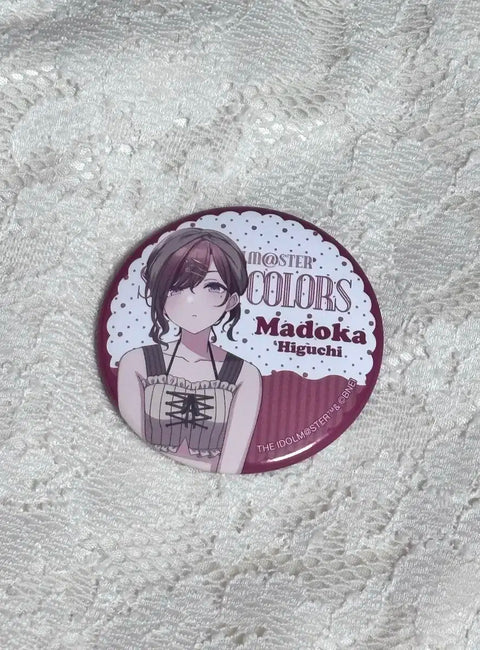 M@STER
COLORS
Madoka
Higuchi
THE IDOLM@STER™& ©BNEI